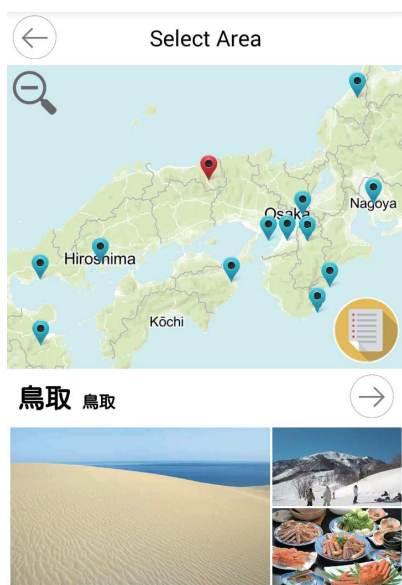 Select Area
Nagoya
Osaka
Hiroshima
Kōchi
鳥取 鳥取